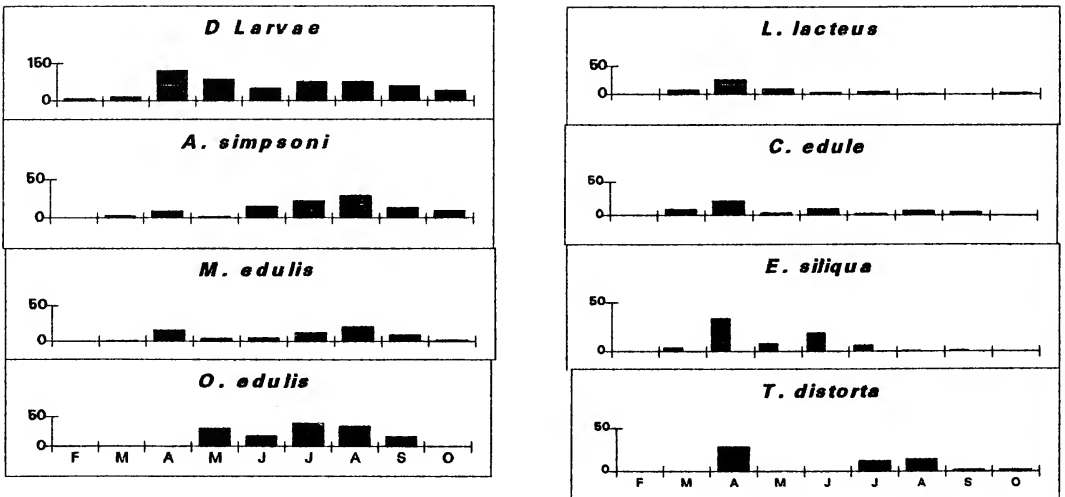 D Larvae
150
0
A. simpsoni
50
0
M. edulis
50
0
O. edulis
50
0
F M A M J J A S O
L. lacteus
50
0
C. edule
50
0
E. siliqua
50
0
T. distorta
50
0
F M A M J J A S O